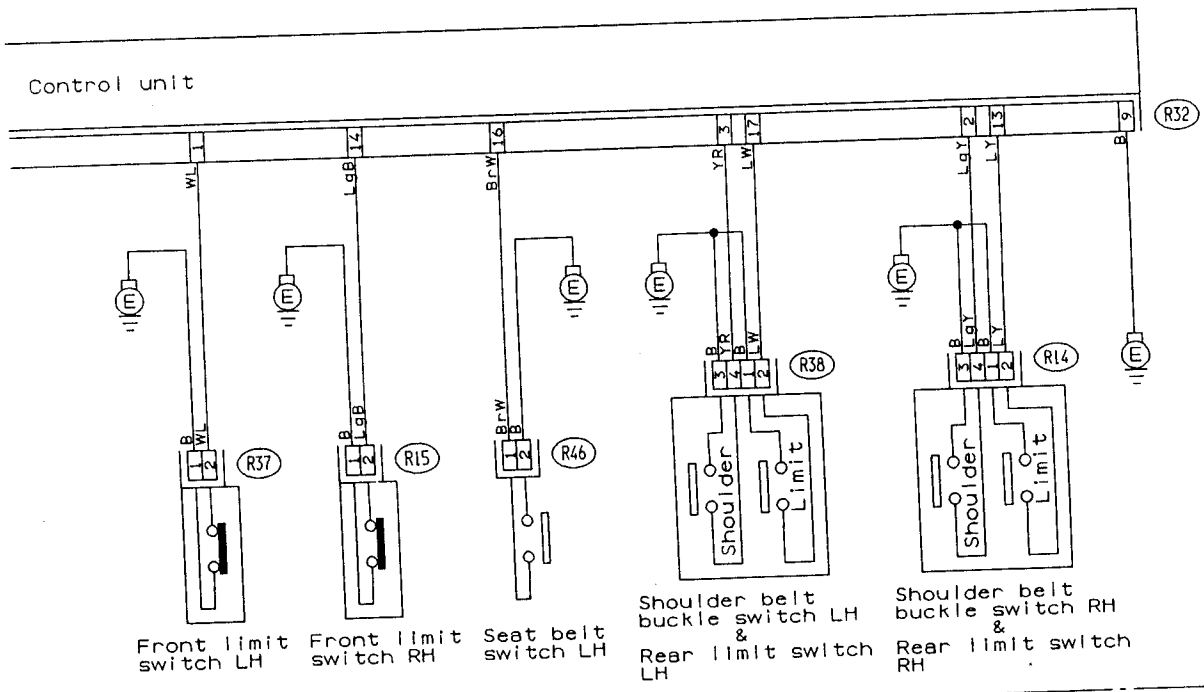 Control unit
1
14
16
3
17
2
13
9
R32
WL
LgB
BrW
YR
LW
LgY
LY
B
E
E
E
E
E
E
B
WL
B
LgB
BrW
B
B
YR
B
LW
B
LgY
B
LY
1
2
R37
1
2
R15
1
2
R46
3
4
1
2
R38
3
4
1
2
R14
Shoulder
Limit
Shoulder
Limit
Front limit
switch LH
Front limit
switch RH
Seat belt
switch LH
Shoulder belt
buckle switch LH
&
Rear limit switch
LH
Shoulder belt
buckle switch RH
&
Rear limit switch
RH